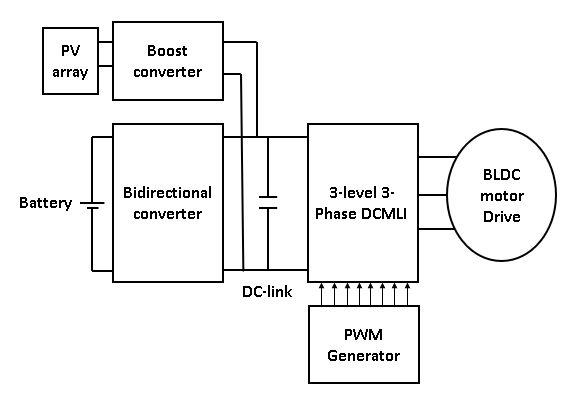 PV
array
Boost
converter
Battery
Bidirectional
converter
3-level 3-
Phase DCMLI
BLDC
motor
Drive
DC-link
PWM
Generator